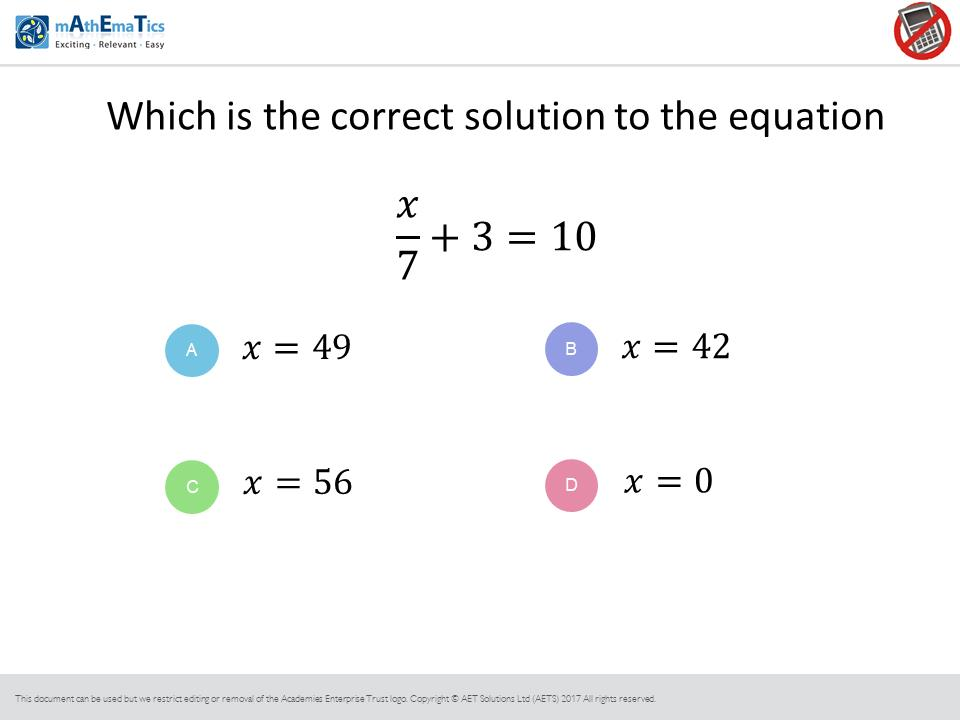 mAthEmaTics
Exciting · Relevant · Easy
Which is the correct solution to the equation
x/7 + 3 = 10
A x = 49
B x = 42
C x = 56
D x = 0
This document can be used but we restrict editing or removal of the Academies Enterprise Trust logo. Copyright © AET Solutions Ltd (AETS) 2017 All rights reserved.